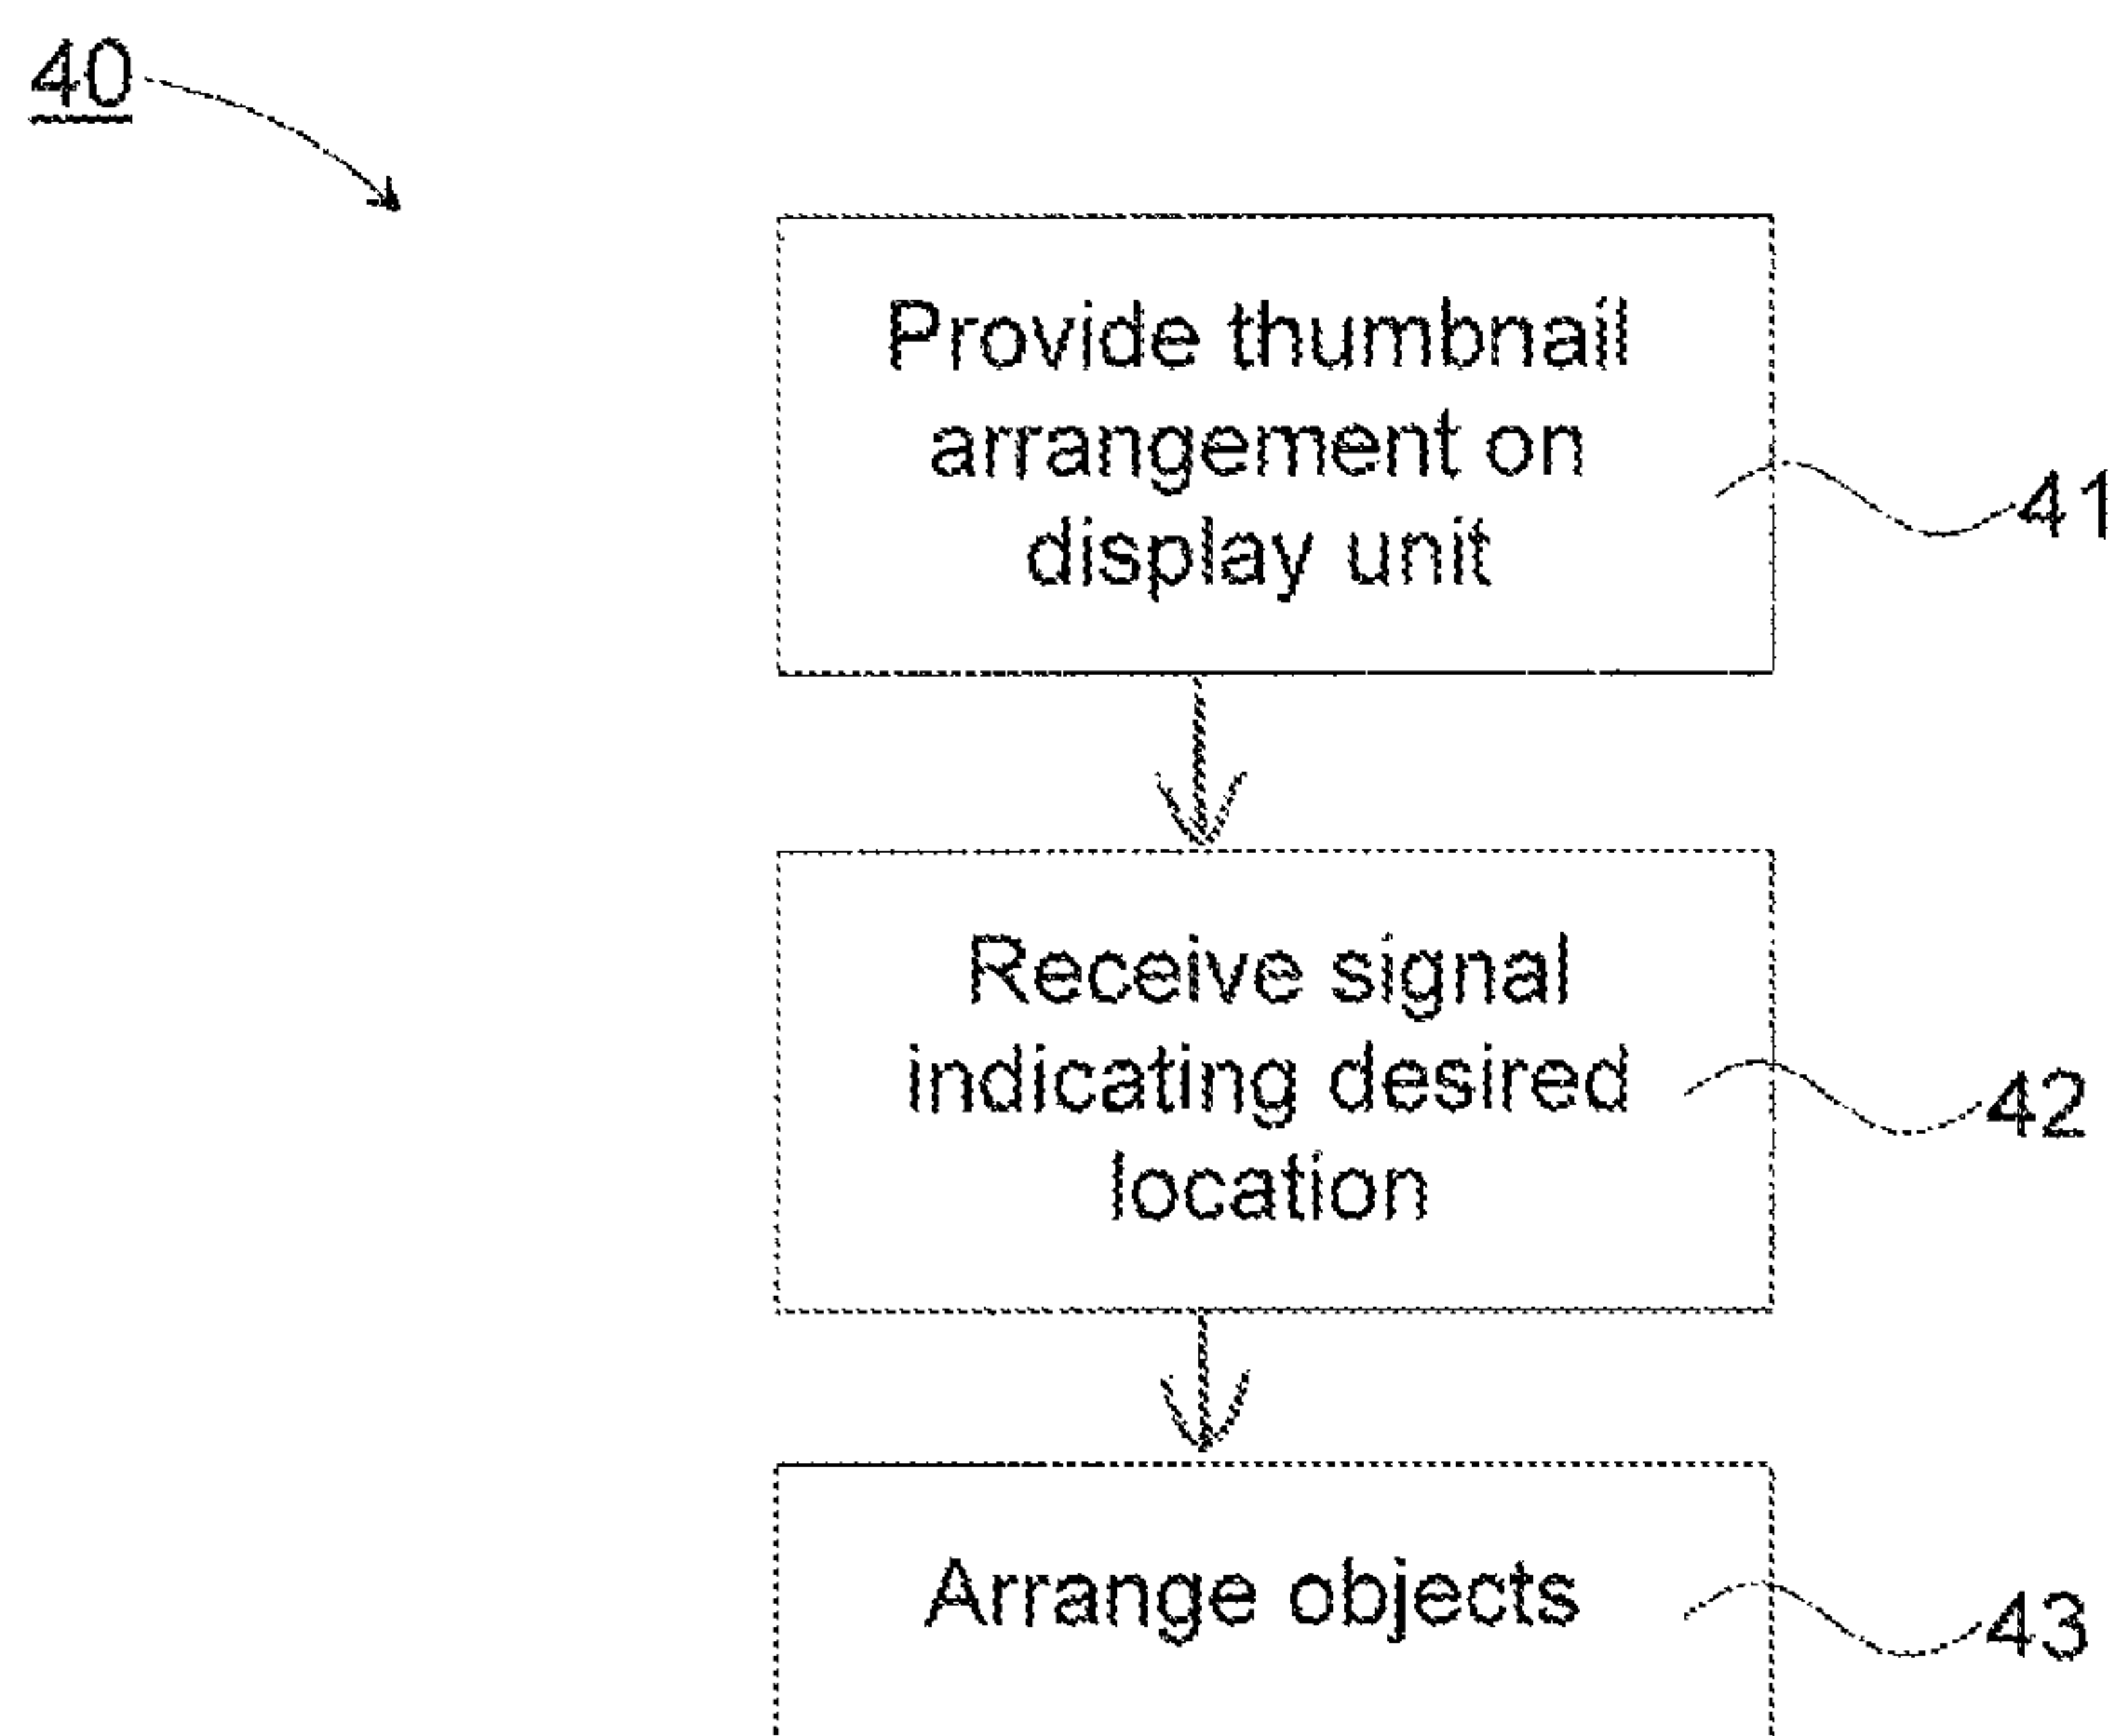 40
Provide thumbnail
arrangement on
display unit
41
Receive signal
indicating desired
location
42
Arrange objects
43